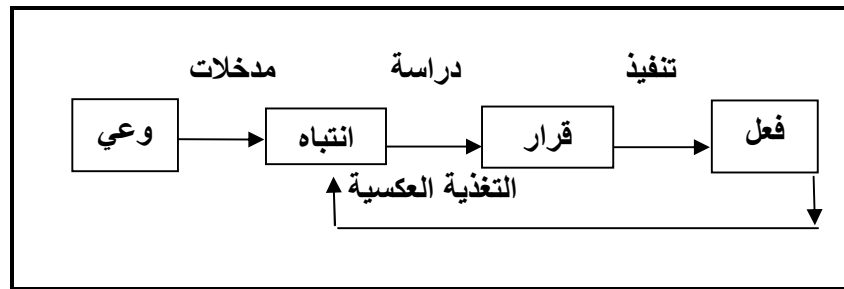 مدخلات دراسة تنفيذ
وعي انتباه قرار فعل
التغذية العكسية